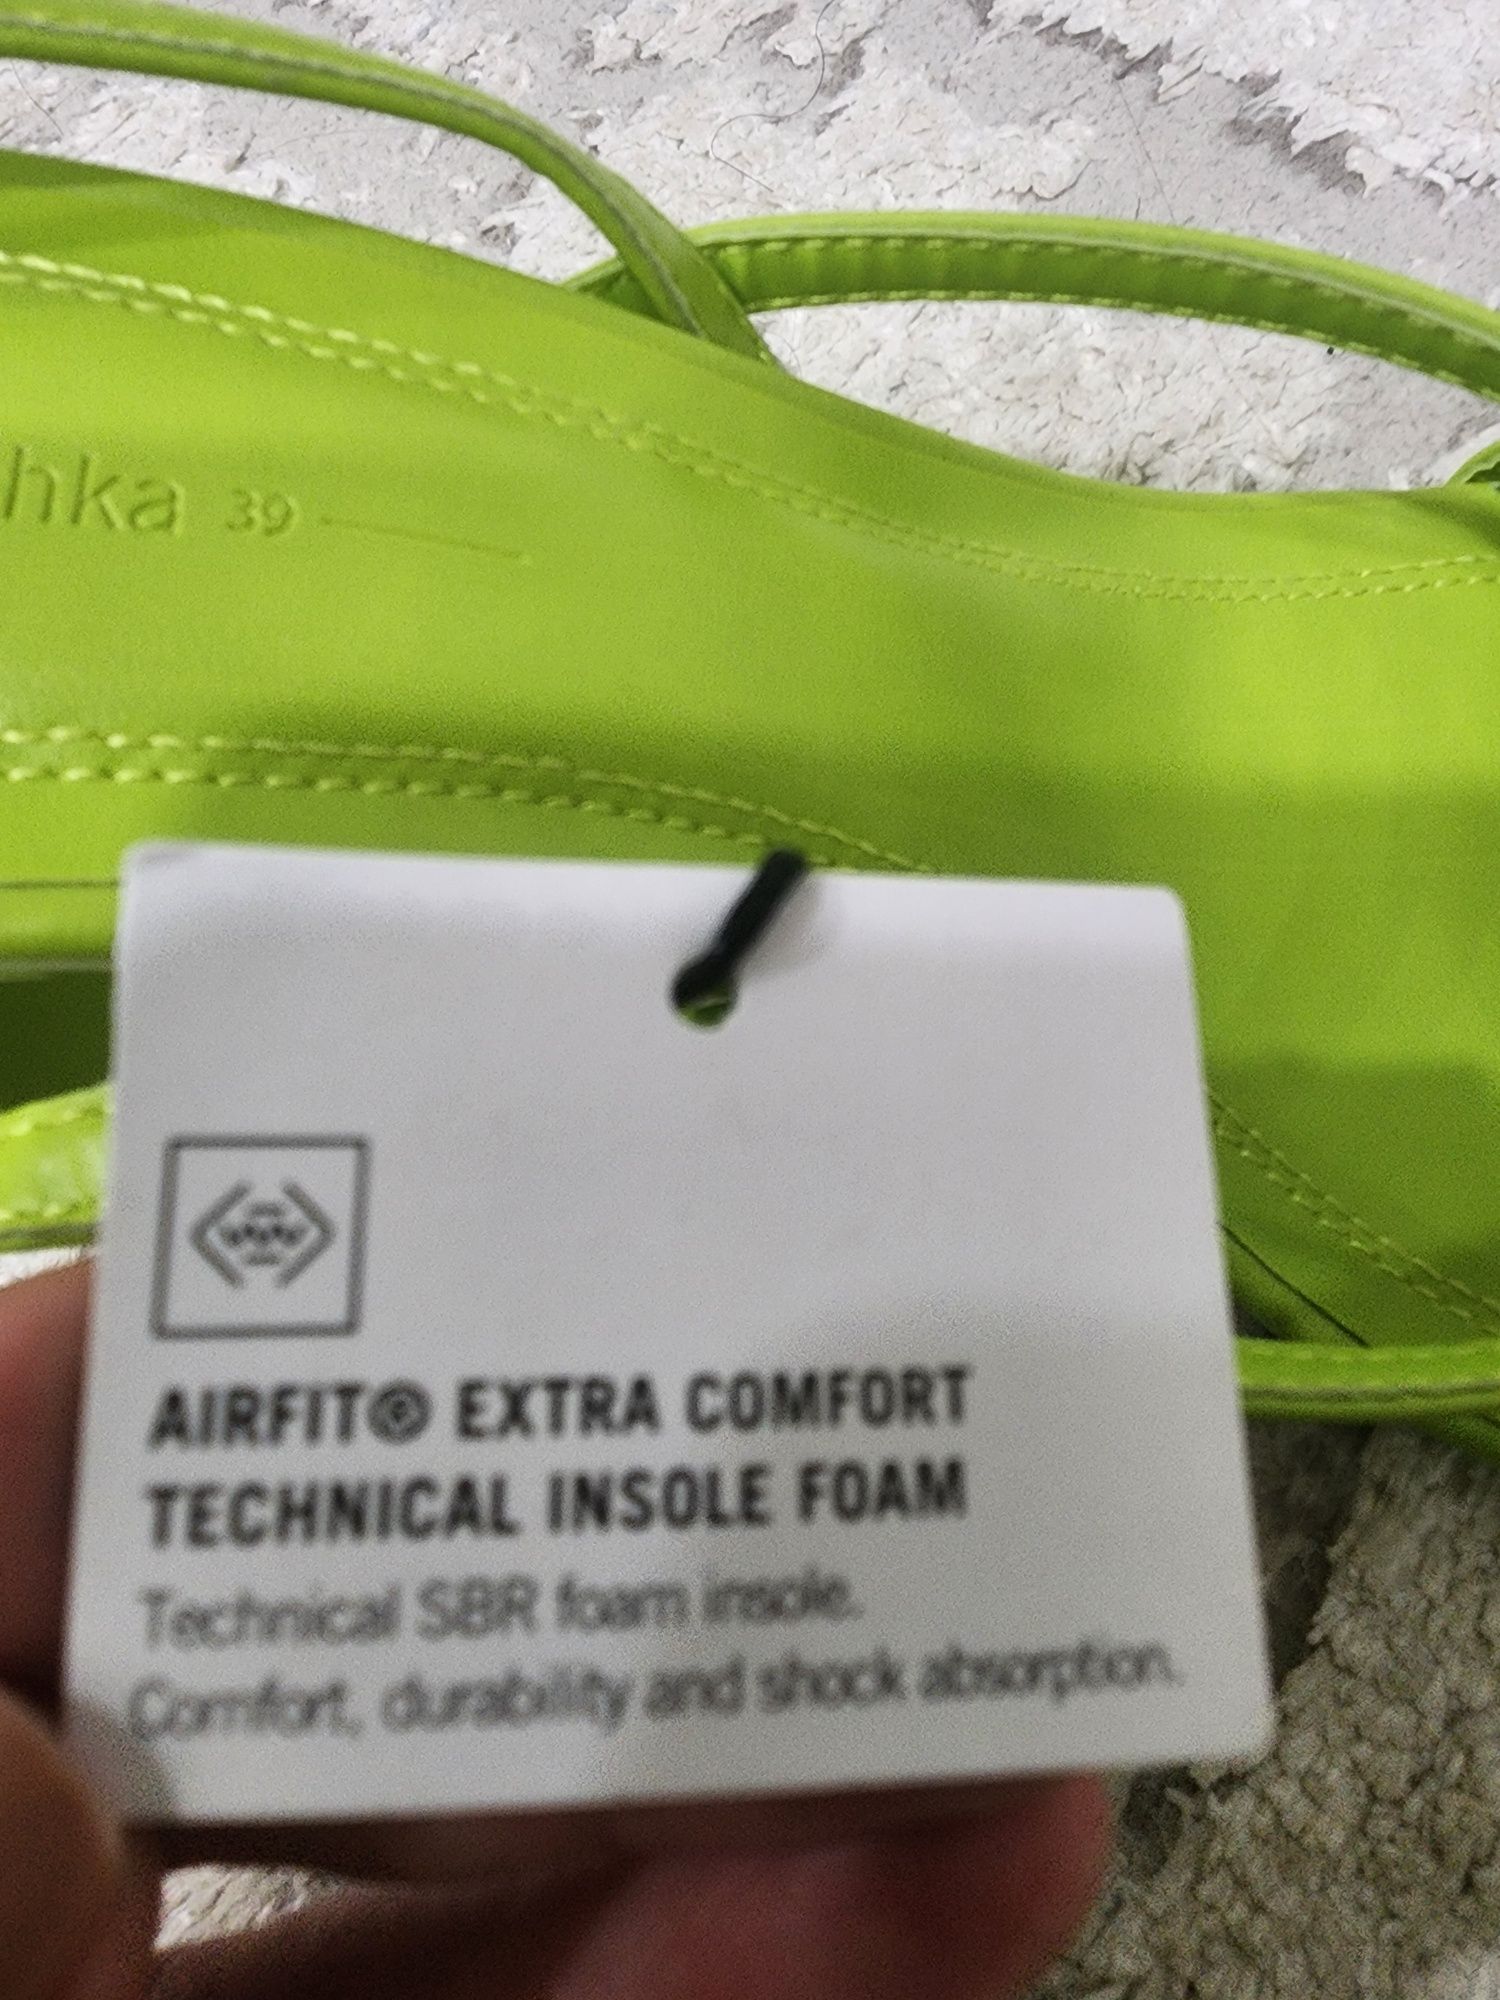 hka 39
AIRFIT® EXTRA COMFORT
TECHNICAL INSOLE FOAM
Technical SBR foam insole.
Comfort, durability and shock absorption.